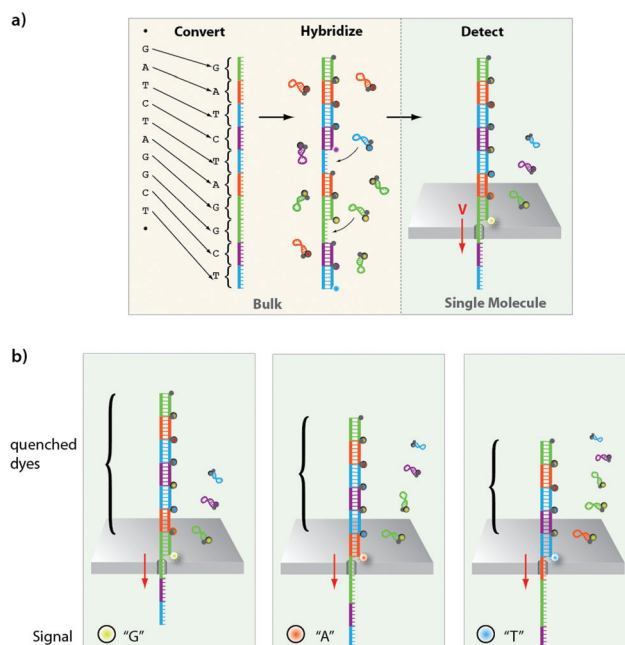 a)
Convert
Hybridize
Detect
•
G
A
T
C
T
A
G
G
C
T
•
G
A
T
C
T
A
G
G
C
T
V
Bulk
Single Molecule
b)
quenched
dyes
Signal
"G"
"A"
"T"